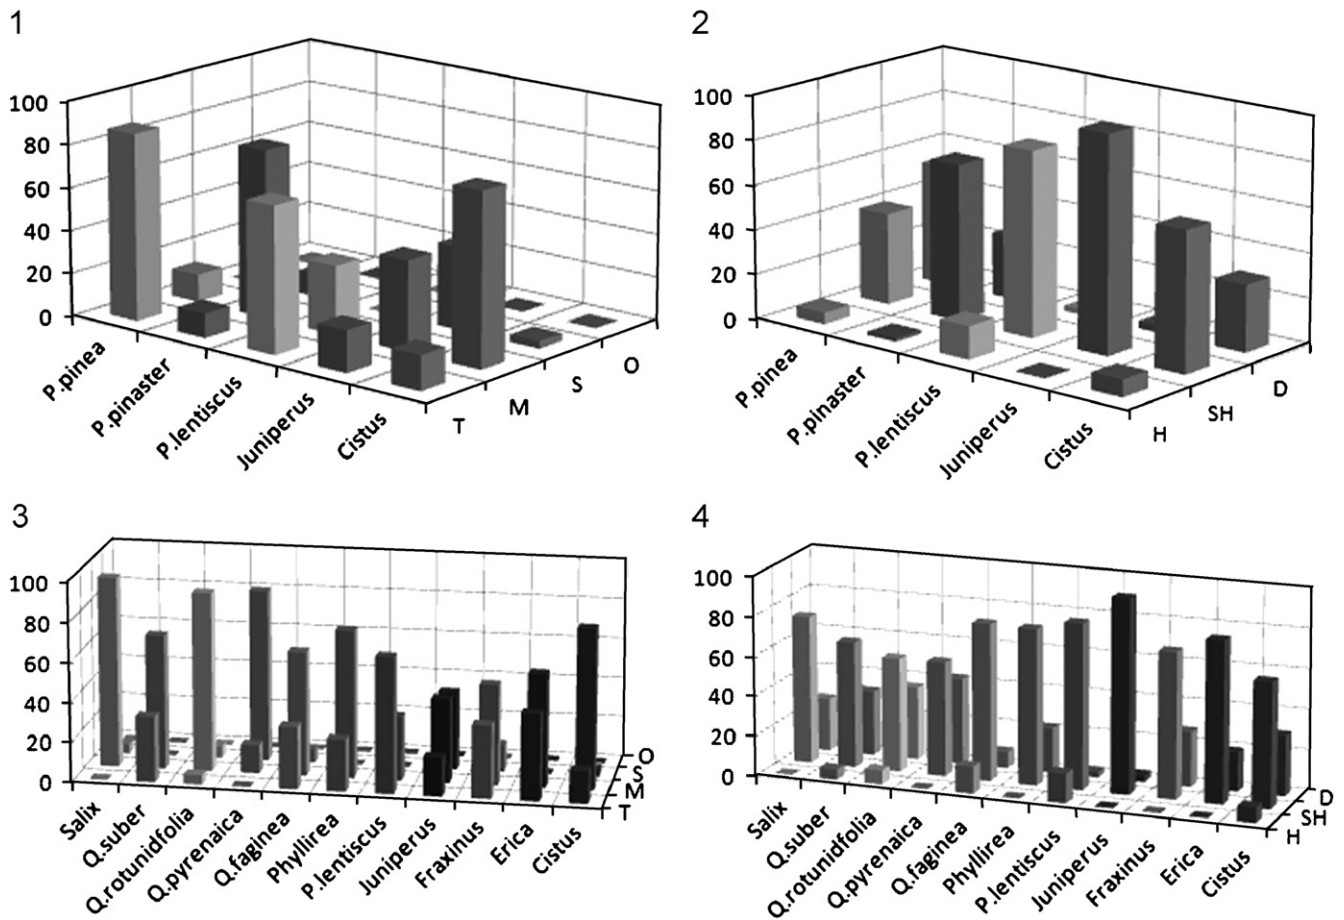 1
100
80
60
40
20
0
P.pinea
P.pinaster
P.lentiscus
Juniperus
Cistus
T
M
S
O
2
100
80
60
40
20
0
P.pinea
P.pinaster
P.lentiscus
Juniperus
Cistus
H
SH
D
3
100
80
60
40
20
0
Salix
Q.suber
Q.rotunidfolia
Q.pyrenaica
Q.faginea
Phyllirea
P.lentiscus
Juniperus
Fraxinus
Erica
Cistus
O
S
M
T
4
100
80
60
40
20
0
Salix
Q.suber
Q.rotunidfolia
Q.pyrenaica
Q.faginea
Phyllirea
P.lentiscus
Juniperus
Fraxinus
Erica
Cistus
D
SH
H